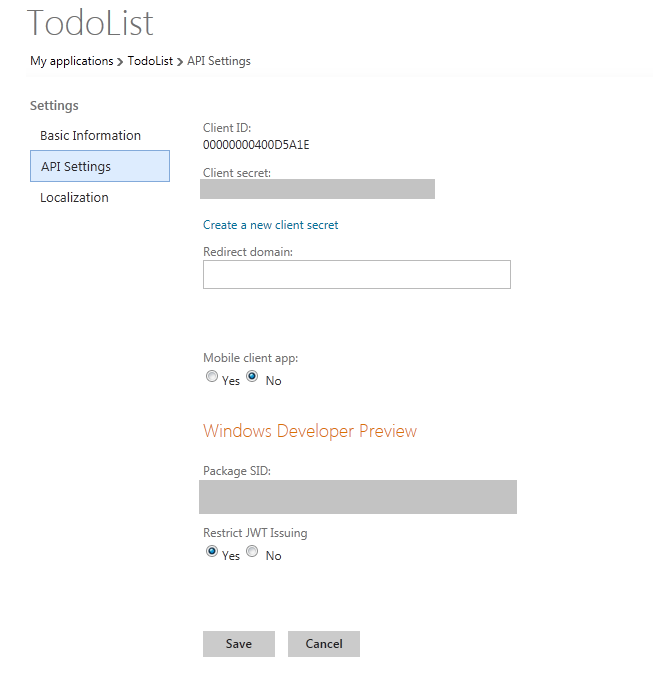 TodoList
My applications > TodoList > API Settings
Settings
Basic Information
API Settings
Localization
Client ID:
00000000400D5A1E
Client secret:
Create a new client secret
Redirect domain:
Mobile client app:
Yes No
Windows Developer Preview
Package SID:
Restrict JWT Issuing
Yes No
Save Cancel